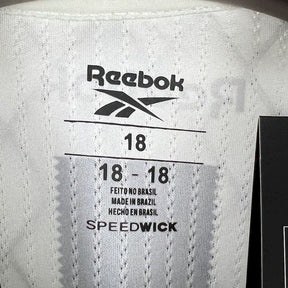 Reebok
18
18 - 18
FEITO NO BRASIL
MADE IN BRAZIL
HECHO EN BRASIL
SPEEDWICK